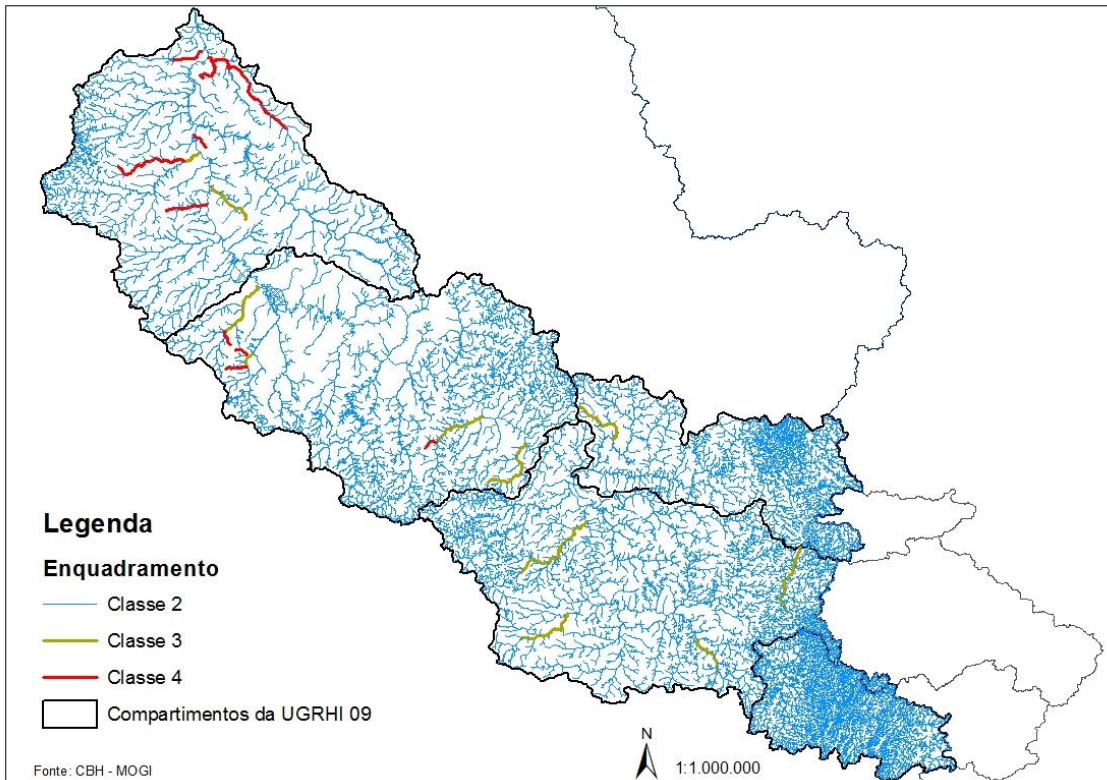 Legenda
Enquadramento
Classe 2
Classe 3
Classe 4
Compartimentos da UGRHI 09
Fonte: CBH - MOGI
N
1:1.000.000